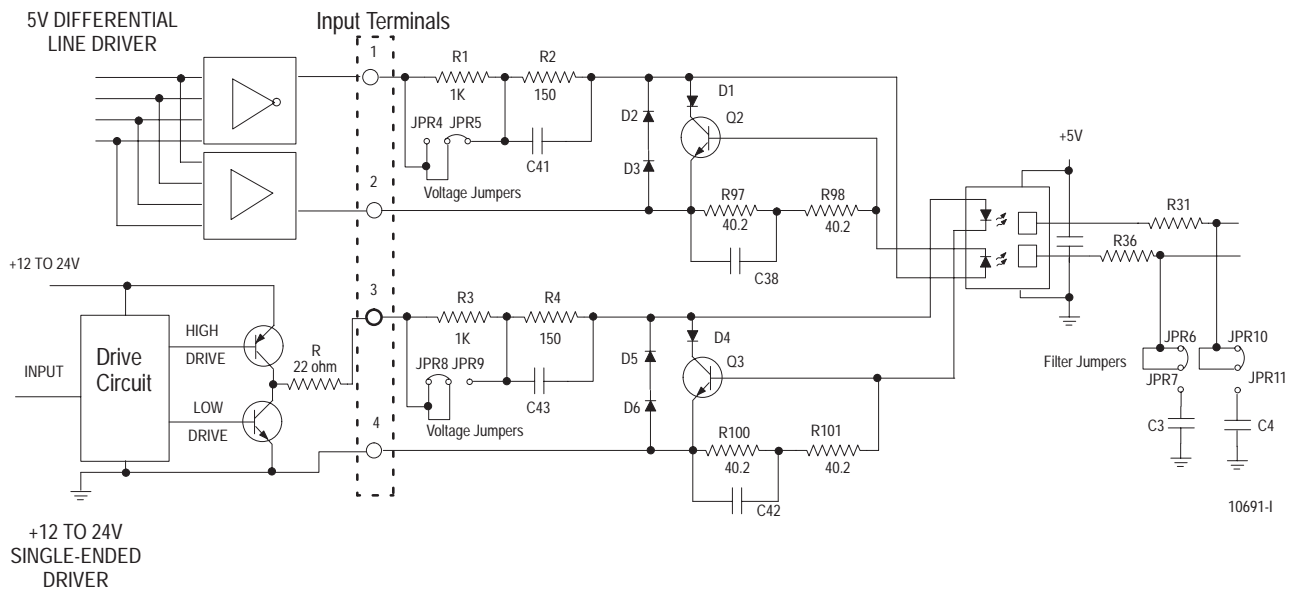 5V DIFFERENTIAL
LINE DRIVER
Input Terminals
1
R1
1K
R2
150
JPR4 JPR5
C41
Voltage Jumpers
D2
D3
D1
Q2
2
R97
40.2
R98
40.2
C38
+5V
R31
R36
+12 TO 24V
3
R3
1K
R4
150
JPR8 JPR9
C43
Voltage Jumpers
D5
D6
D4
Q3
INPUT
Drive
Circuit
HIGH
DRIVE
LOW
DRIVE
R
22 ohm
4
R100
40.2
R101
40.2
C42
Filter Jumpers
JPR6
JPR7
JPR10
JPR11
C3
C4
10691-I
+12 TO 24V
SINGLE-ENDED
DRIVER